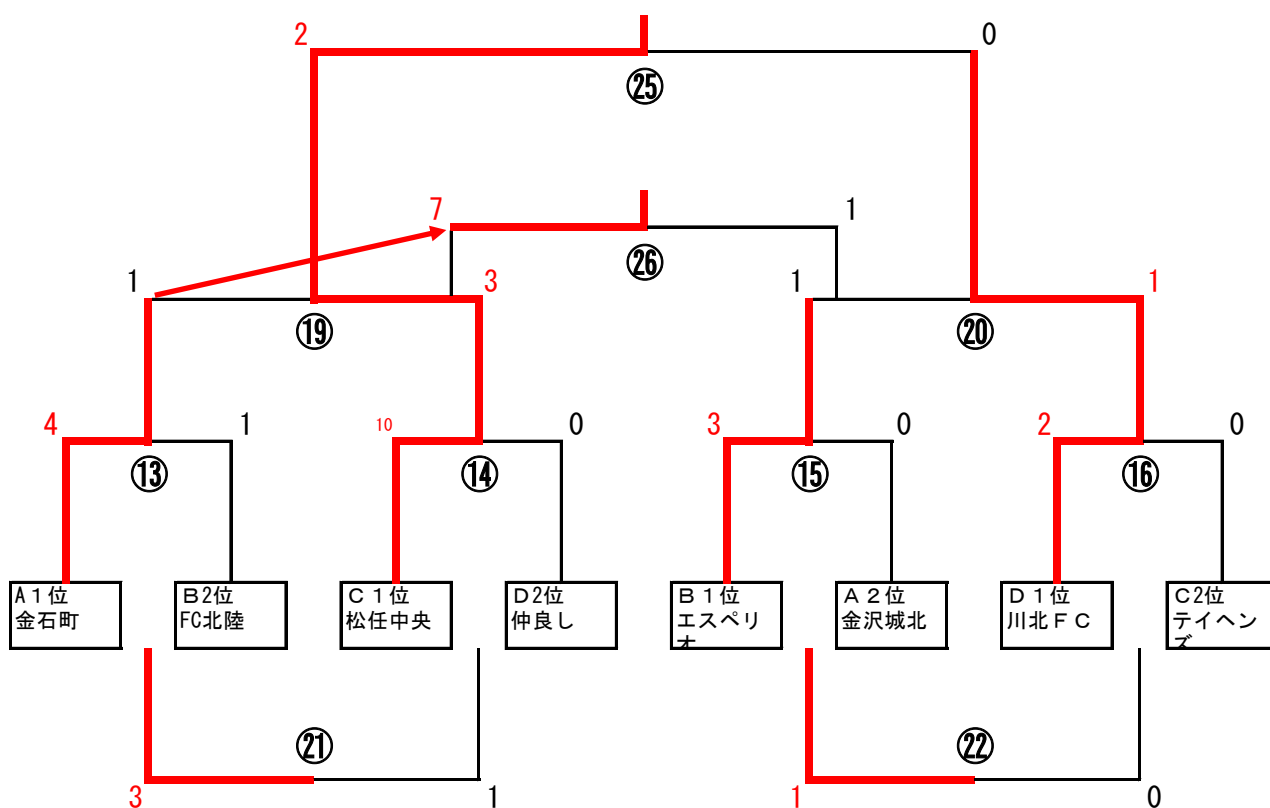 2
0
㉕
7
1
㉖
1
3
1
1
⑲
⑳
4
1
10
0
3
0
2
0
⑬
⑭
⑮
⑯
A１位
金石町
B2位
FC北陸
Ｃ１位
松任中央
D2位
仲良し
Ｂ１位
エスペリ
オ
Ａ２位
金沢城北
Ｄ１位
川北ＦＣ
Ｃ2位
テイヘン
ズ
㉑
㉒
3
1
1
0